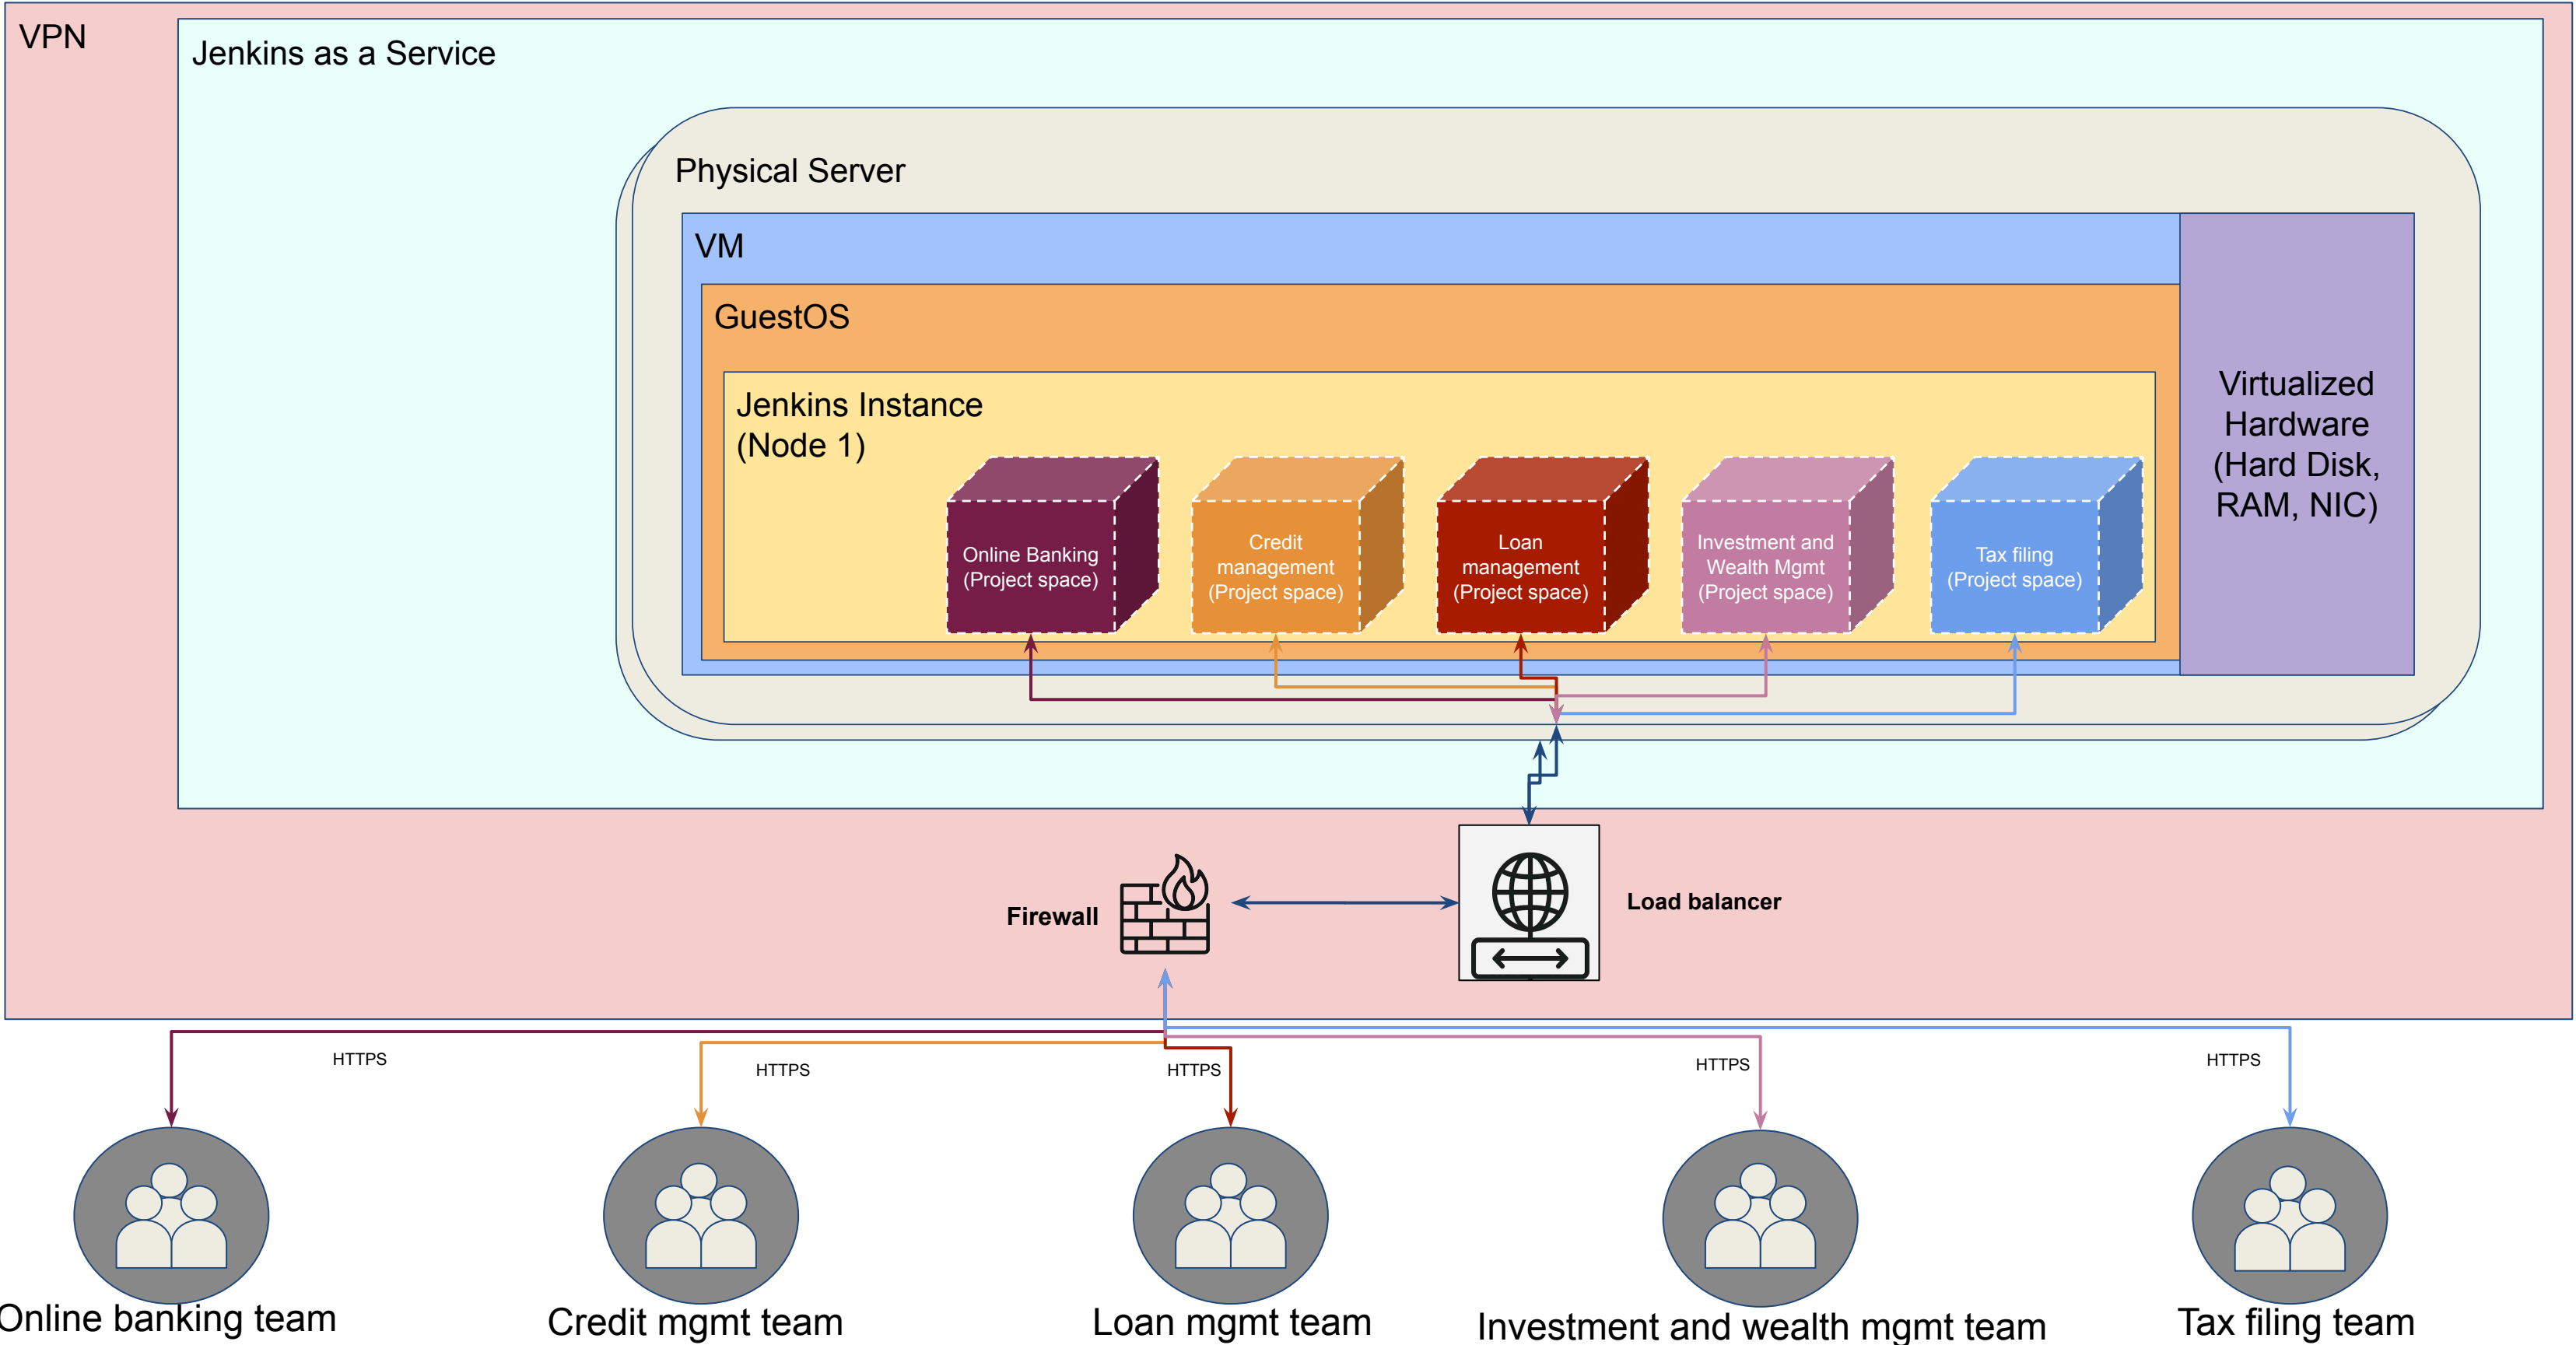 VPN
Jenkins as a Service
Physical Server
VM
GuestOS
Jenkins Instance
(Node 1)
Virtualized
Hardware
(Hard Disk,
RAM, NIC)
Online Banking
(Project space)
Credit
management
(Project space)
Loan
management
(Project space)
Investment and
Wealth Mgmt
(Project space)
Tax filing
(Project space)
Firewall
Load balancer
HTTPS
HTTPS
HTTPS
HTTPS
HTTPS
Online banking team
Credit mgmt team
Loan mgmt team
Investment and wealth mgmt team
Tax filing team